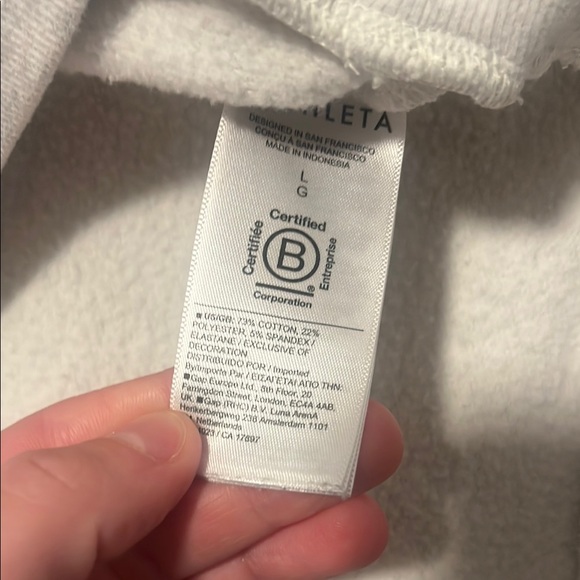 LETA
DESIGNED IN SAN FRANCISCO
CONÇU À SAN FRANCISCO
MADE IN INDONESIA
L
G
Certified
Certifiée
B
Entreprise
®
Corporation
■ US/GB: 73% COTTON, 22%
POLYESTER, 5% SPANDEX /
ELASTANE / EXCLUSIVE OF
DECORATION
DISTRIBUIDO POR / Imported
By/Importé Par / ΕΙΣΑΓΕΤΑΙ ΑΠΟ ΤΗΝ:
■ Gap Europe Ltd., 8th Floor, 20
Farringdon Street, London, EC4A 4AB,
UK. ■ Gap (RHC) B.V. Luna ArenA
Herikerbergweg 238 Amsterdam 1101
Netherlands
023 / CA 17897